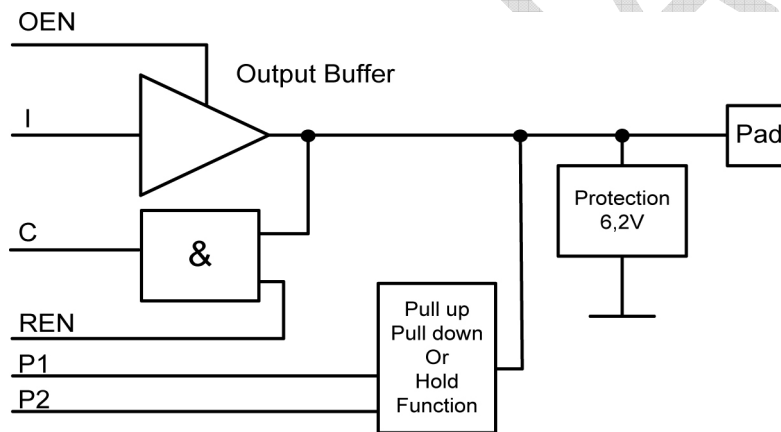 OEN
Output Buffer
I
Pad
Protection
6,2V
C
&
REN
Pull up
Pull down
Or
Hold
Function
P1
P2